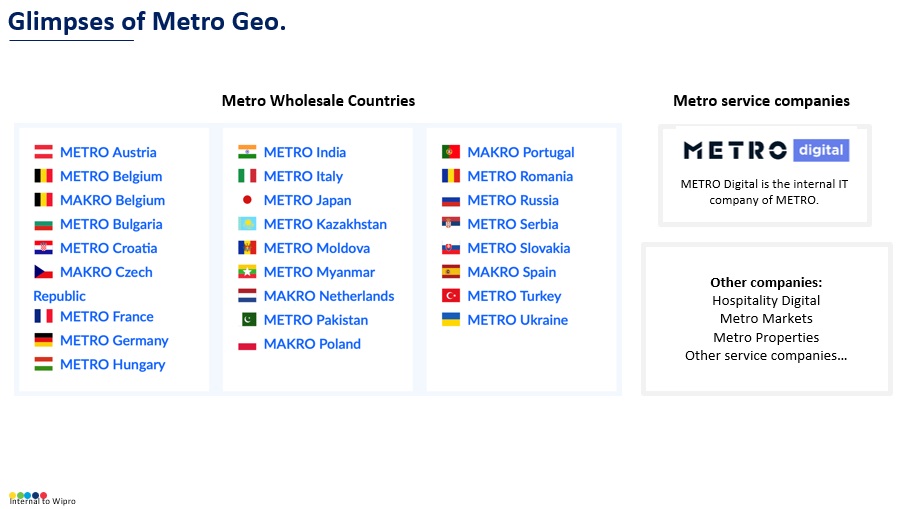 Glimpses of Metro Geo.
Metro Wholesale Countries
METRO Austria
METRO Belgium
MAKRO Belgium
METRO Bulgaria
METRO Croatia
MAKRO Czech
Republic
METRO France
METRO Germany
METRO Hungary
METRO India
METRO Italy
METRO Japan
METRO Kazakhstan
METRO Moldova
METRO Myanmar
MAKRO Netherlands
METRO Pakistan
MAKRO Poland
MAKRO Portugal
METRO Romania
METRO Russia
METRO Serbia
METRO Slovakia
MAKRO Spain
METRO Turkey
METRO Ukraine
Metro service companies
METRO digital
METRO Digital is the internal IT
company of METRO.
Other companies:
Hospitality Digital
Metro Markets
Metro Properties
Other service companies…
Internal to Wipro